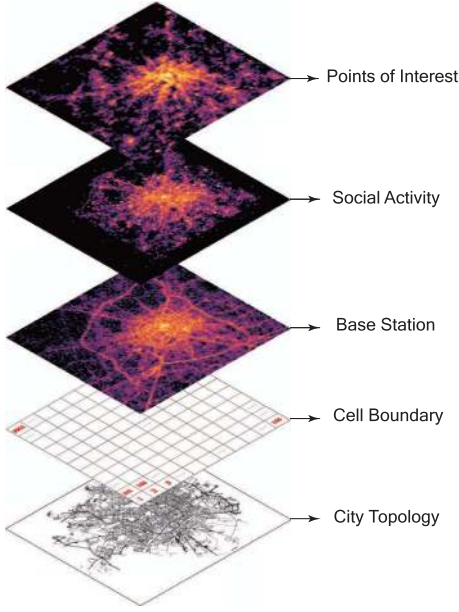 Points of Interest
Social Activity
Base Station
Cell Boundary
City Topology